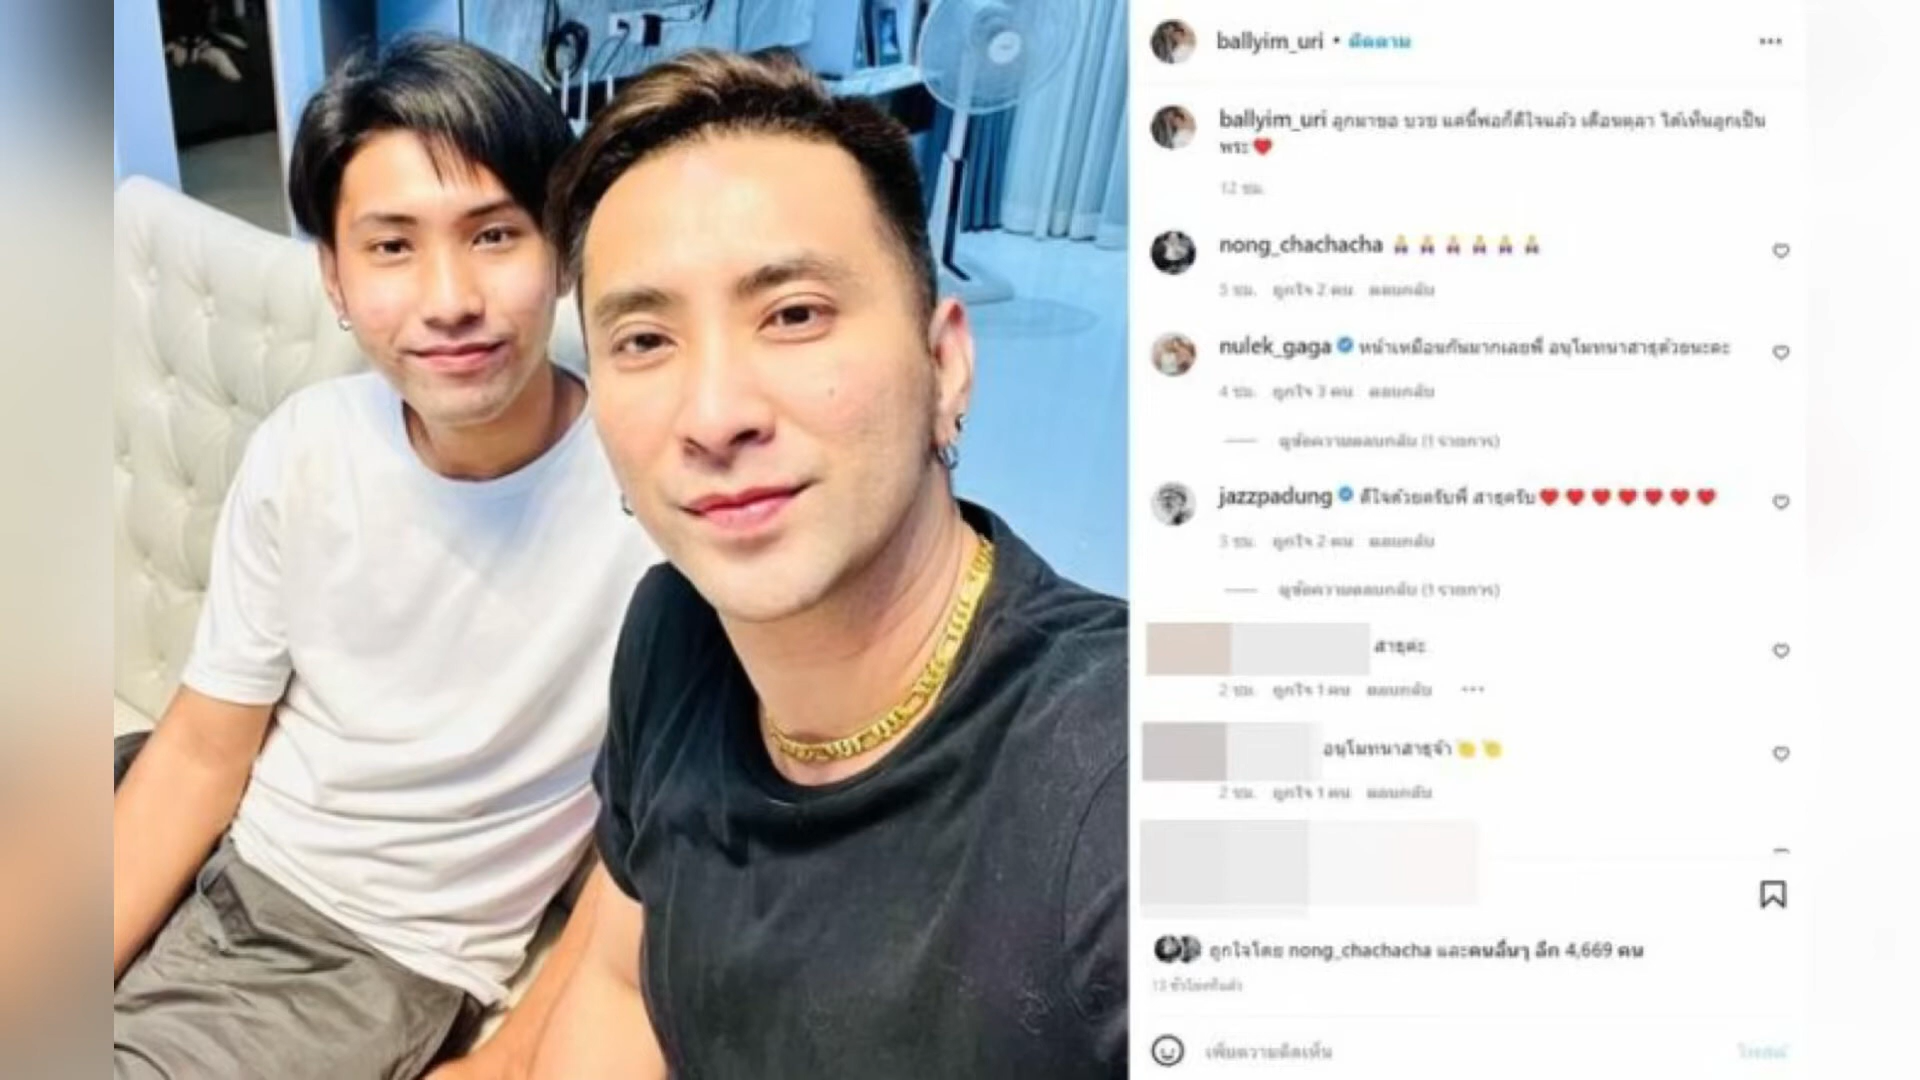 ballyim_uri • ติดตาม
ballyim_uri ลูกมาขอ บวช แค่นี้พ่อก็ดีใจแล้ว เดือนตุลา ได้เห็นลูกเป็น
พระ❤️
12 ชม.
nong_chachacha 🙏🙏🙏🙏🙏🙏
5 ชม. ถูกใจ 2 คน ตอบกลับ
nulek_gaga หน้าเหมือนกันมากเลยพี่ อนุโมทนาสาธุด้วยนะคะ
4 ชม. ถูกใจ 3 คน ตอบกลับ
ดูข้อความตอบกลับ (1 รายการ)
jazzpadung ดีใจด้วยครับพี่ สาธุครับ❤️❤️❤️❤️❤️❤️❤️
3 ชม. ถูกใจ 2 คน ตอบกลับ
ดูข้อความตอบกลับ (1 รายการ)
สาธุค่ะ
2 ชม. ถูกใจ 1 คน ตอบกลับ
อนุโมทนาสาธุจ้า👏👏
2 ชม. ถูกใจ 1 คน ตอบกลับ
ถูกใจโดย nong_chachacha และคนอื่นๆ อีก 4,669 คน
13 ชั่วโมงที่แล้ว
เพิ่มความคิดเห็น
โพสต์